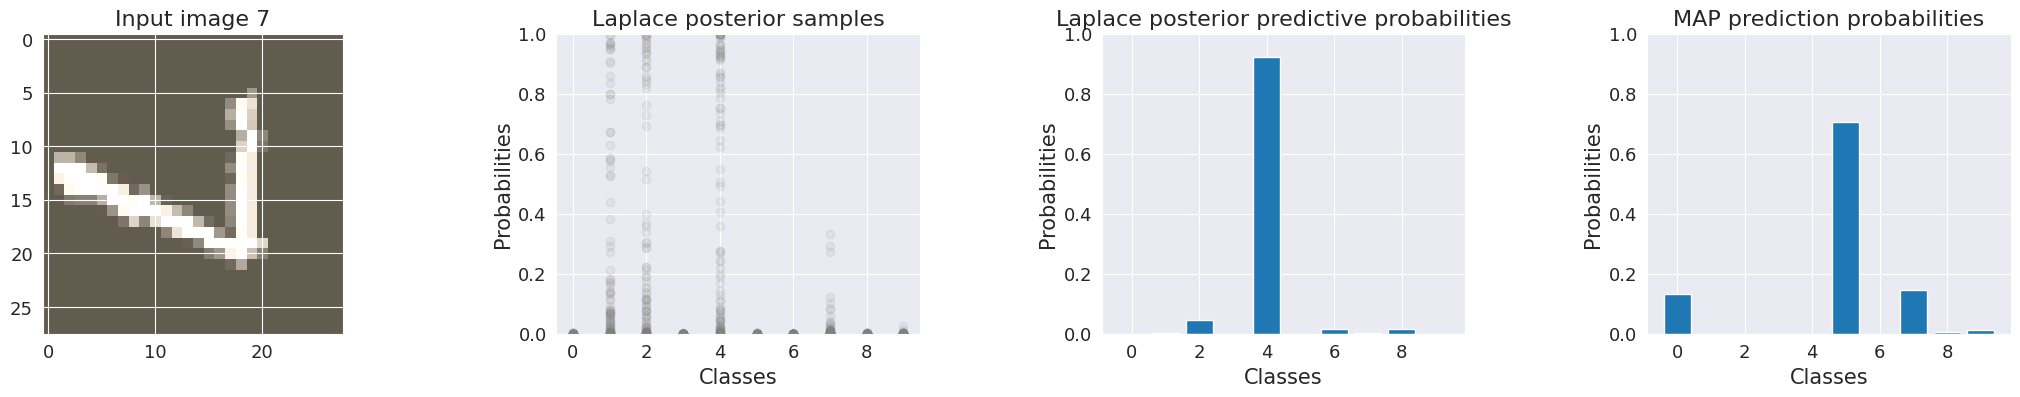 Input image 7
0
5
10
15
20
25
0 10 20
Laplace posterior samples
Probabilities
1.0
0.8
0.6
0.4
0.2
0.0
0 2 4 6 8
Classes
Laplace posterior predictive probabilities
Probabilities
1.0
0.8
0.6
0.4
0.2
0.0
0 2 4 6 8
Classes
MAP prediction probabilities
Probabilities
1.0
0.8
0.6
0.4
0.2
0.0
0 2 4 6 8
Classes